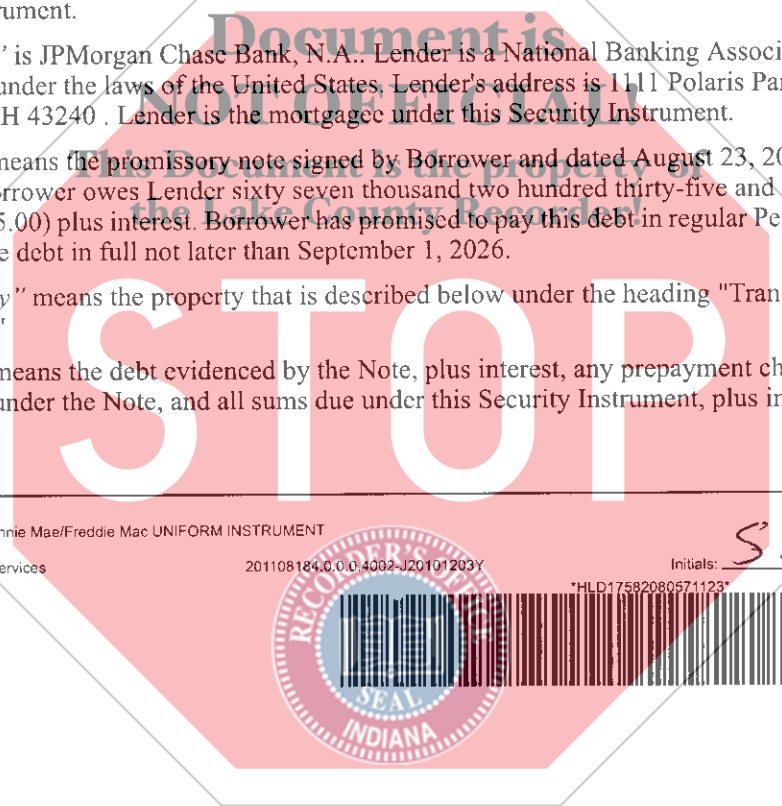 rument.
Document is
' is JPMorgan Chase Bank, N.A.. Lender is a National Banking Associ
under the laws of the United States. Lender's address is 1111 Polaris Par
NOT OFFICIAL!
H 43240 . Lender is the mortgagee under this Security Instrument.
means the promissory note signed by Borrower and dated August 23, 20
This Document is the property of
orrower owes Lender sixty seven thousand two hundred thirty-five and
the Lake County Recorder!
5.00) plus interest. Borrower has promised to pay this debt in regular Pe
e debt in full not later than September 1, 2026.
y" means the property that is described below under the heading "Tran
"
means the debt evidenced by the Note, plus interest, any prepayment ch
under the Note, and all sums due under this Security Instrument, plus in
STOP
nnie Mae/Freddie Mac UNIFORM INSTRUMENT
ervices 201108184.0.0.0.4002-J20101203Y Initials:
*HLD17582080571123*
RECORDER'S OFFICE
SEAL
INDIANA